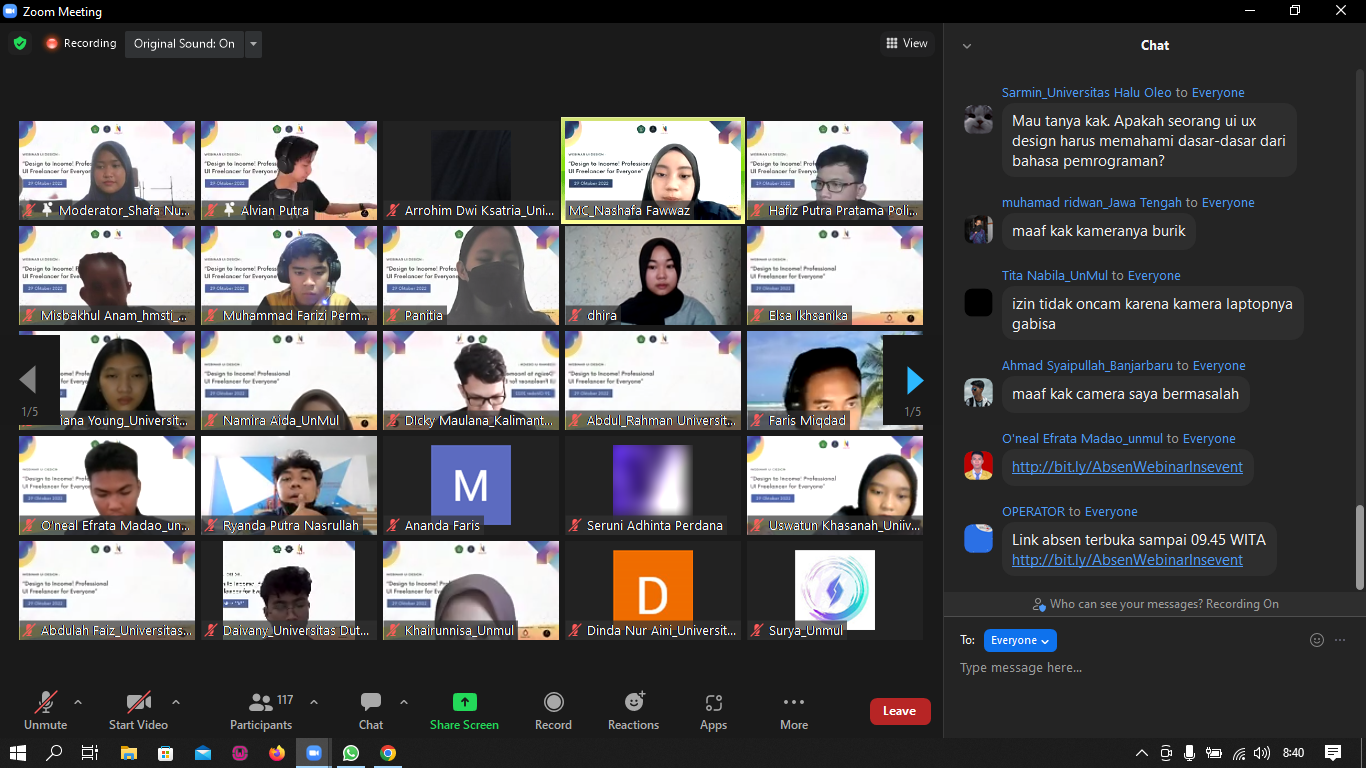 Zoom Meeting
Recording
Original Sound: On
View
Moderator_Shafa Nu...
Alvian Putra
Arrohim Dwi Ksatria_Uni...
MC_Nashafa Fawwaz
Hafiz Putra Pratama Poli...
"Design to Income! Professional
UI Freelancer for Everyone"
29 Oktober 2022
Misbakhul Anam_hmsti_...
Muhammad Farizi Perm...
Panitia
dhira
Elsa Ikhsanika
1/5
iana Young_Universit...
Namira Aida_UnMul
DIcky Maulana_Kalimant...
Abdul_Rahman Universit...
Faris Miqdad
1/5
M
O'neal Efrata Madao_un...
Ryanda Putra Nasrullah
Ananda Faris
Seruni Adhinta Perdana
Uswatun Khasanah_Univ...
D
Abdulah Faiz_Universitas...
Daivany_Universitas Dut...
Khairunnisa_Unmul
Dinda Nur Aini_Universit...
Surya_Unmul
Unmute
Start Video
117
Participants
Chat
Share Screen
Record
Reactions
Apps
More
Leave
Chat
Sarmin_Universitas Halu Oleo to Everyone
Mau tanya kak. Apakah seorang ui ux
design harus memahami dasar-dasar dari
bahasa pemrograman?
muhamad ridwan_Jawa Tengah to Everyone
maaf kak kameranya burik
Tita Nabila_UnMul to Everyone
izin tidak oncam karena kamera laptopnya
gabisa
Ahmad Syaipullah_Banjarbaru to Everyone
maaf kak camera saya bermasalah
O'neal Efrata Madao_unmul to Everyone
http://bit.ly/AbsenWebinarInsevent
OPERATOR to Everyone
Link absen terbuka sampai 09.45 WITA
http://bit.ly/AbsenWebinarInsevent
Who can see your messages? Recording On
To: Everyone
Type message here...
8:40